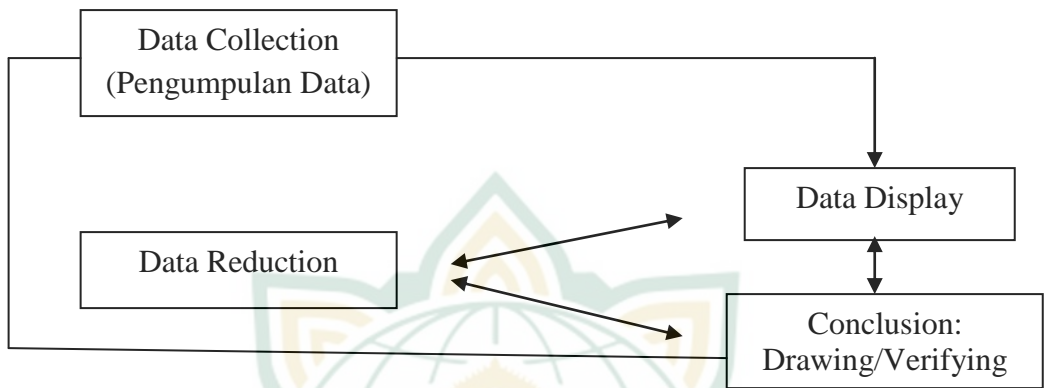 Data Collection
(Pengumpulan Data)
Data Display
Data Reduction
Conclusion:
Drawing/Verifying